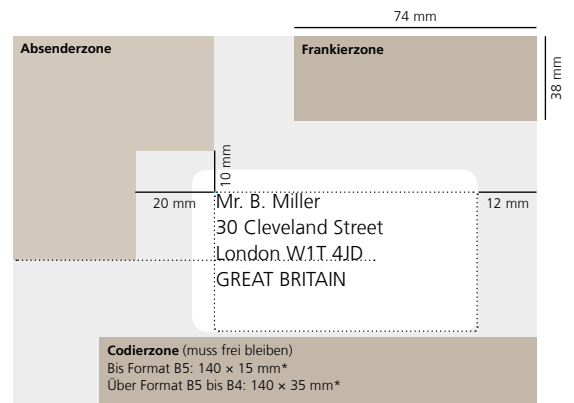 74 mm
Absenderzone
Frankierzone
38 mm
10 mm
20 mm
Mr. B. Miller
12 mm
30 Cleveland Street
London W1T 4JD
GREAT BRITAIN
Codierzone (muss frei bleiben)
Bis Format B5: 140 × 15 mm*
Über Format B5 bis B4: 140 × 35 mm*